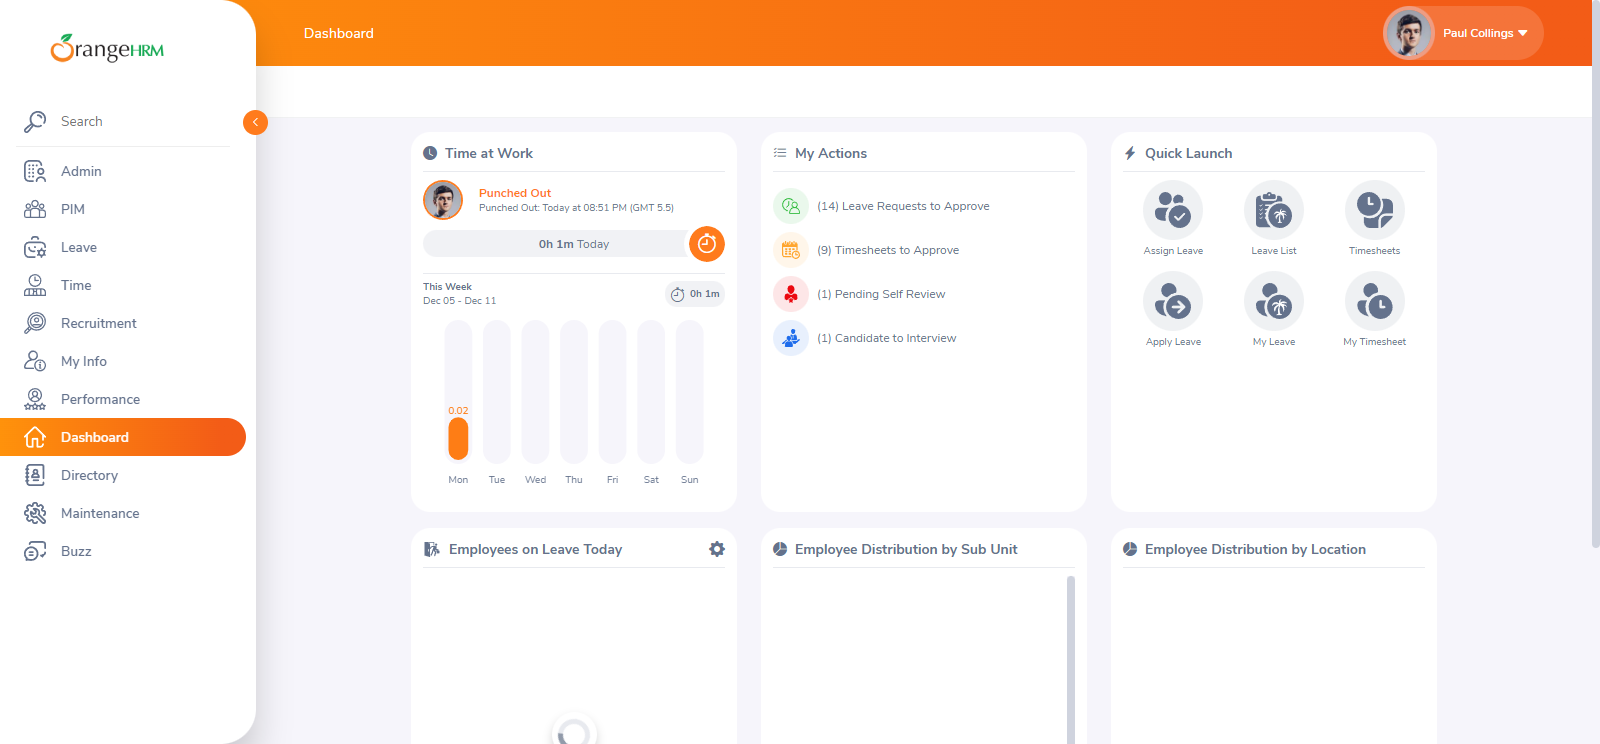 OrangeHRM
Dashboard
Paul Collings
Search
Admin
PIM
Leave
Time
Recruitment
My Info
Performance
Dashboard
Directory
Maintenance
Buzz
Time at Work
Punched Out
Punched Out: Today at 08:51 PM (GMT 5.5)
0h 1m Today
This Week
Dec 05 - Dec 11
0h 1m
0.02
Mon Tue Wed Thu Fri Sat Sun
My Actions
(14) Leave Requests to Approve
(9) Timesheets to Approve
(1) Pending Self Review
(1) Candidate to Interview
Quick Launch
Assign Leave Leave List Timesheets
Apply Leave My Leave My Timesheet
Employees on Leave Today
Employee Distribution by Sub Unit
Employee Distribution by Location